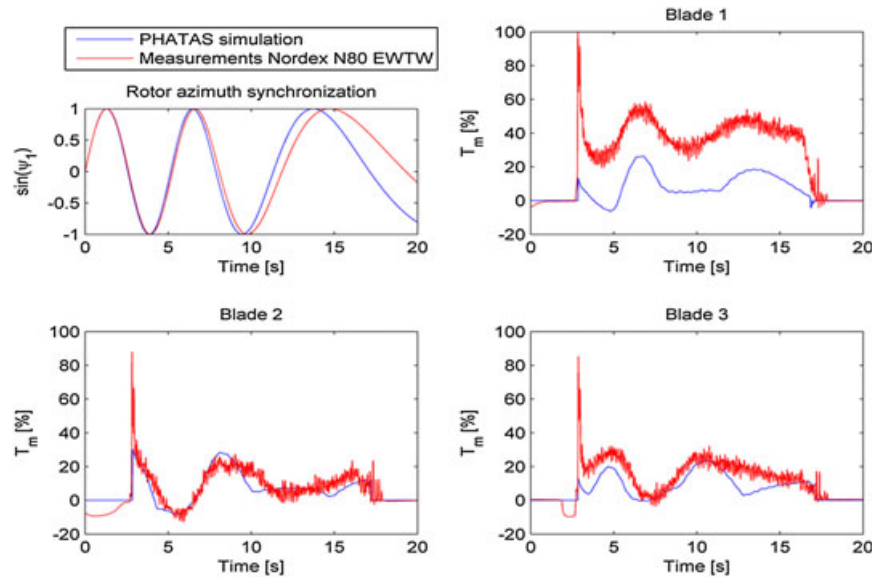 PHATAS simulation
Measurements Nordex N80 EWTW
Rotor azimuth synchronization
1
0.5
0
-0.5
-1
sin(ψ₁)
0 5 10 15 20
Time [s]
Blade 1
100
80
60
40
20
0
-20
Tₘ [%]
0 5 10 15 20
Time [s]
Blade 2
100
80
60
40
20
0
-20
Tₘ [%]
0 5 10 15 20
Time [s]
Blade 3
100
80
60
40
20
0
-20
Tₘ [%]
0 5 10 15 20
Time [s]